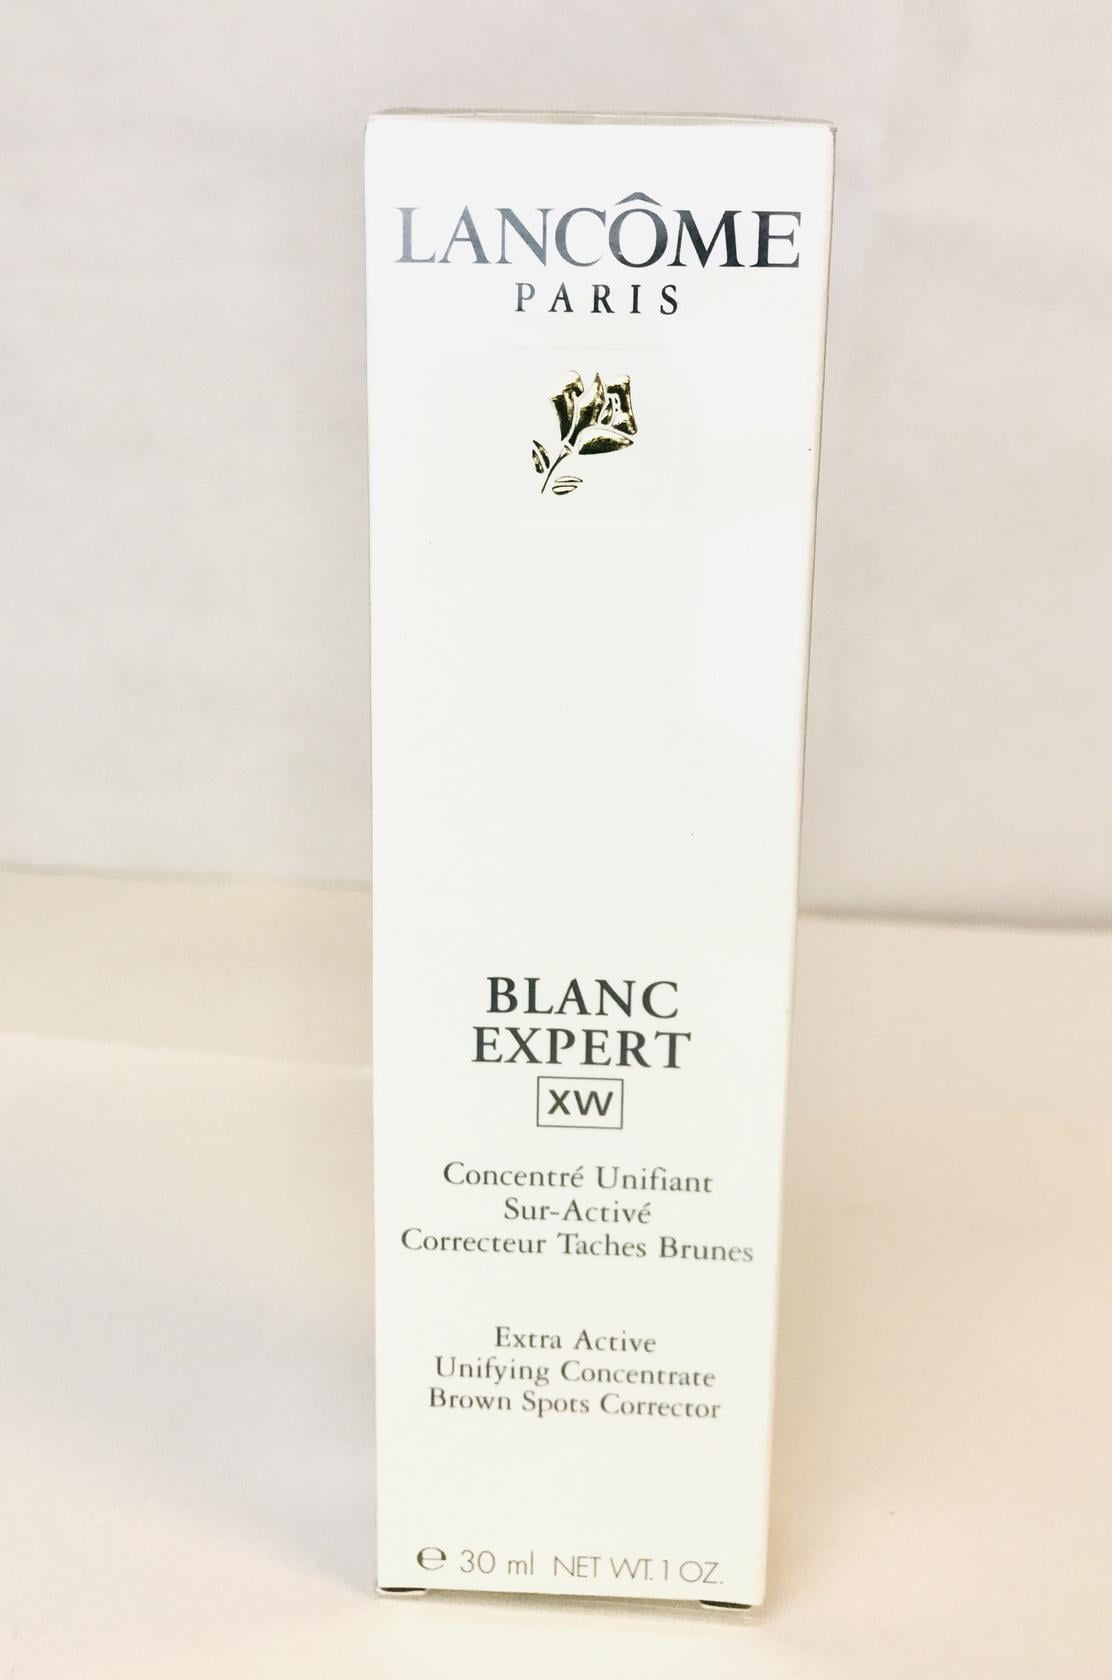 LANCÔME
PARIS
BLANC
EXPERT
XW
Concentré Unifiant
Sur-Activé
Correcteur Taches Brunes
Extra Active
Unifying Concentrate
Brown Spots Corrector
℮ 30 ml NET WT. 1 OZ.